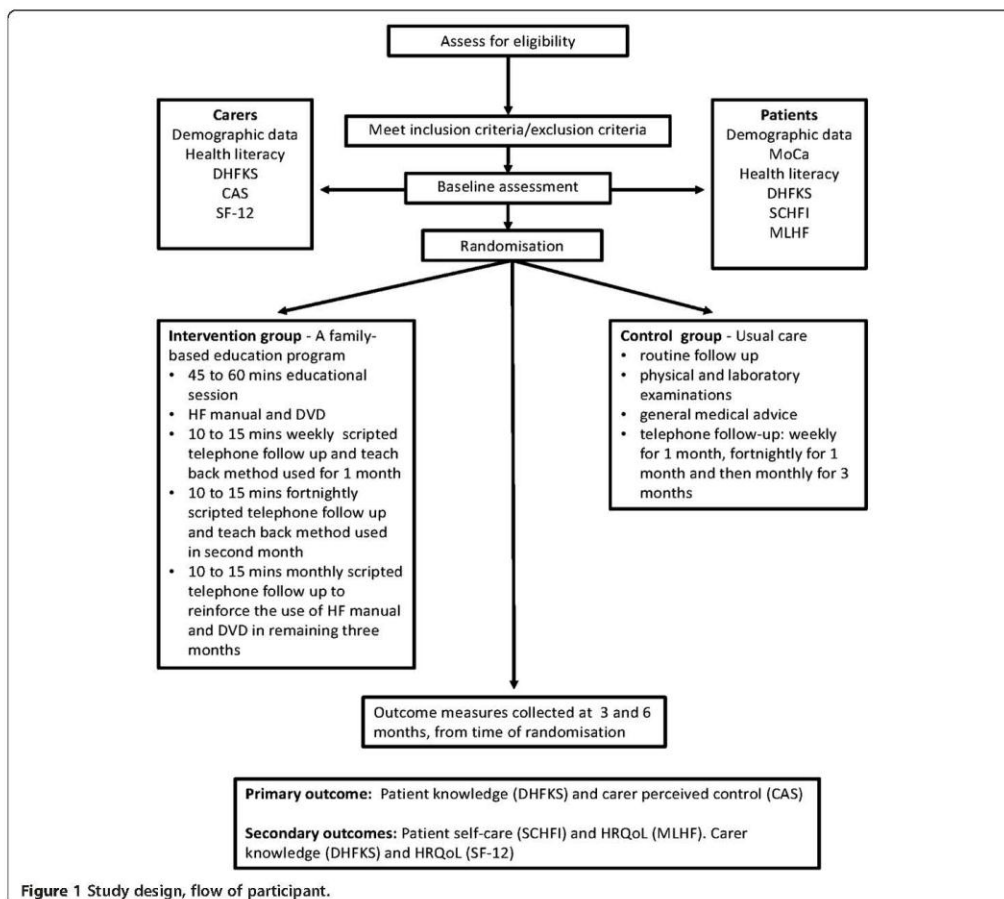 Assess for eligibility
Meet inclusion criteria/exclusion criteria
Carers
Demographic data
Health literacy
DHFKS
CAS
SF-12
Baseline assessment
Patients
Demographic data
MoCa
Health literacy
DHFKS
SCHFI
MLHF
Randomisation
Intervention group - A family-
based education program
• 45 to 60 mins educational
session
• HF manual and DVD
• 10 to 15 mins weekly scripted
telephone follow up and teach
back method used for 1 month
• 10 to 15 mins fortnightly
scripted telephone follow up
and teach back method used
in second month
• 10 to 15 mins monthly scripted
telephone follow up to
reinforce the use of HF manual
and DVD in remaining three
months
Control group - Usual care
• routine follow up
• physical and laboratory
examinations
• general medical advice
• telephone follow-up: weekly
for 1 month, fortnightly for 1
month and then monthly for 3
months
Outcome measures collected at 3 and 6
months, from time of randomisation
Primary outcome: Patient knowledge (DHFKS) and carer perceived control (CAS)
Secondary outcomes: Patient self-care (SCHFI) and HRQoL (MLHF). Carer
knowledge (DHFKS) and HRQoL (SF-12)
Figure 1 Study design, flow of participant.